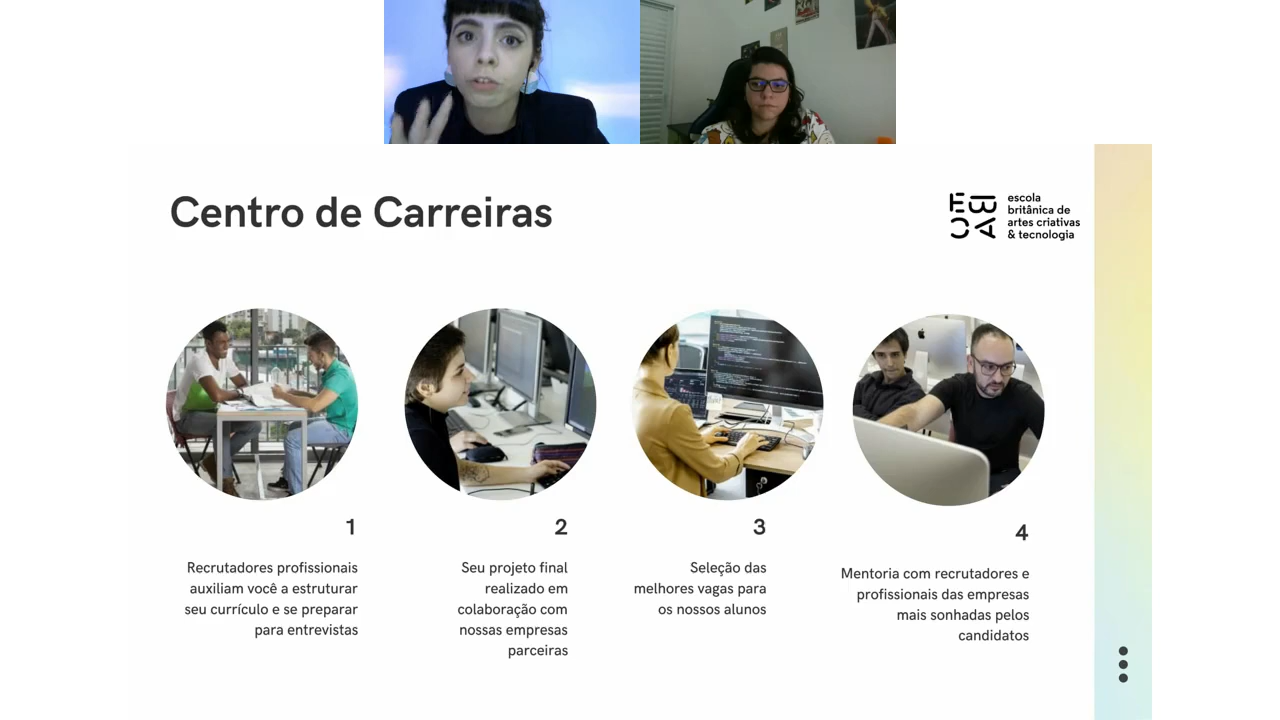 Centro de Carreiras
EBAC
escola
britânica de
artes criativas
& tecnologia
1
Recrutadores profissionais
auxiliam você a estruturar
seu currículo e se preparar
para entrevistas
2
Seu projeto final
realizado em
colaboração com
nossas empresas
parceiras
3
Seleção das
melhores vagas para
os nossos alunos
4
Mentoria com recrutadores e
profissionais das empresas
mais sonhadas pelos
candidatos